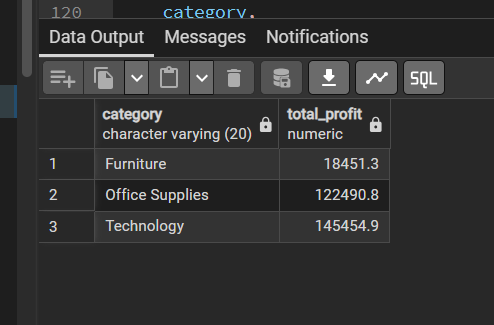 120 category,
Data Output Messages Notifications
SQL
category total_profit
character varying (20) numeric
1 Furniture 18451.3
2 Office Supplies 122490.8
3 Technology 145454.9